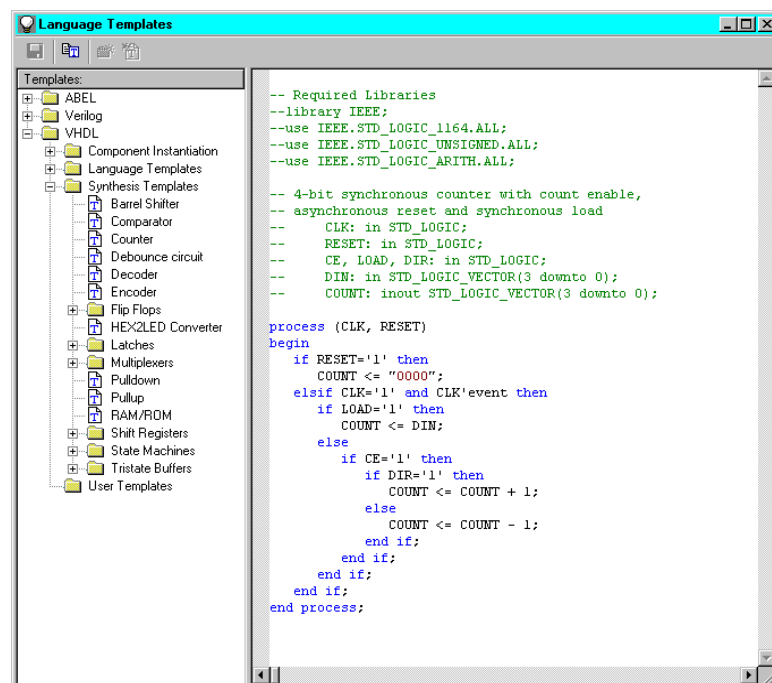 Language Templates
Templates:
ABEL
Verilog
VHDL
Component Instantiation
Language Templates
Synthesis Templates
Barrel Shifter
Comparator
Counter
Debounce circuit
Decoder
Encoder
Flip Flops
HEX2LED Converter
Latches
Multiplexers
Pulldown
Pullup
RAM/ROM
Shift Registers
State Machines
Tristate Buffers
User Templates
-- Required Libraries
--library IEEE;
--use IEEE.STD_LOGIC_1164.ALL;
--use IEEE.STD_LOGIC_UNSIGNED.ALL;
--use IEEE.STD_LOGIC_ARITH.ALL;
-- 4-bit synchronous counter with count enable,
-- asynchronous reset and synchronous load
--     CLK: in STD_LOGIC;
--     RESET: in STD_LOGIC;
--     CE, LOAD, DIR: in STD_LOGIC;
--     DIN: in STD_LOGIC_VECTOR(3 downto 0);
--     COUNT: inout STD_LOGIC_VECTOR(3 downto 0);
process (CLK, RESET)
begin
   if RESET='1' then
      COUNT <= "0000";
   elsif CLK='1' and CLK'event then
      if LOAD='1' then
         COUNT <= DIN;
      else
         if CE='1' then
            if DIR='1' then
               COUNT <= COUNT + 1;
            else
               COUNT <= COUNT - 1;
            end if;
         end if;
      end if;
   end if;
end process;